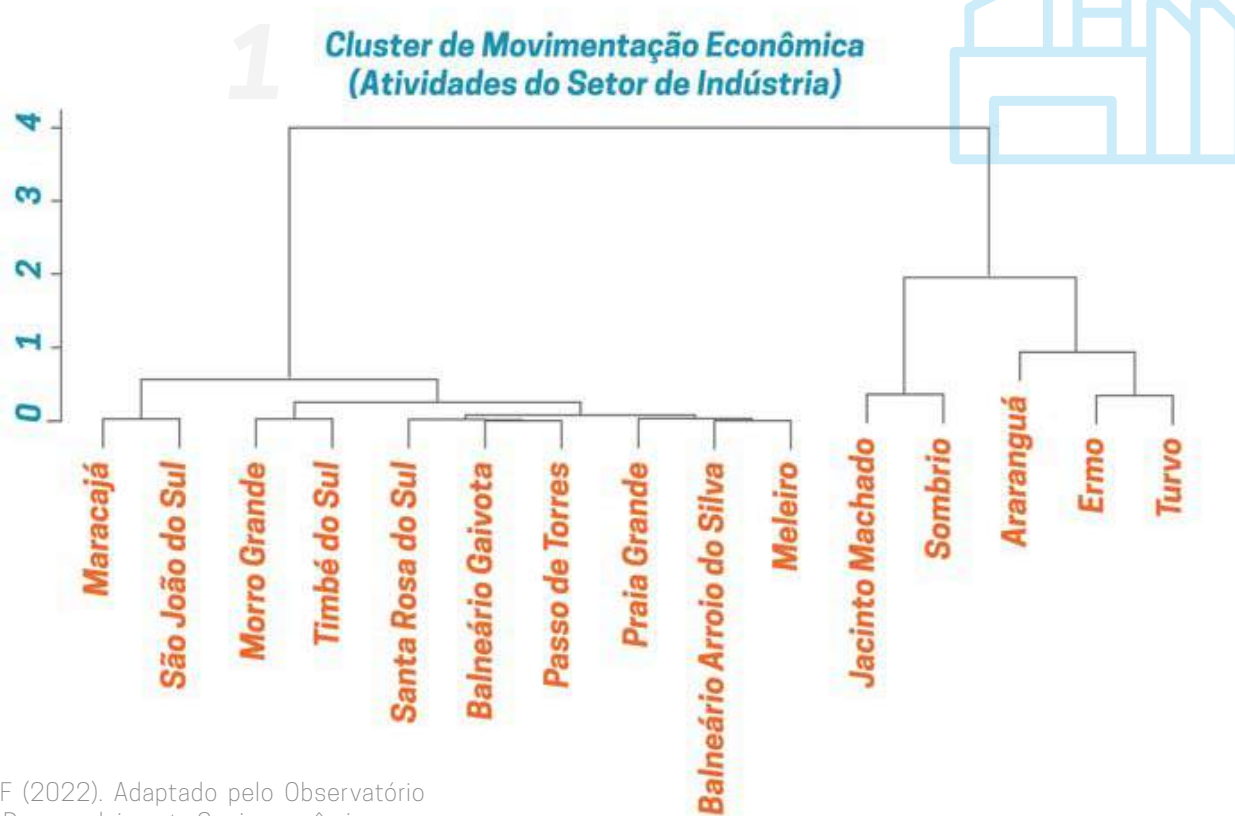 1
Cluster de Movimentação Econômica
(Atividades do Setor de Indústria)
4
3
2
1
0
Maracajá
São João do Sul
Morro Grande
Timbé do Sul
Santa Rosa do Sul
Balneário Gaivota
Passo de Torres
Praia Grande
Balneário Arroio do Silva
Meleiro
Jacinto Machado
Sombrio
Araranguá
Ermo
Turvo
F (2022). Adaptado pelo Observatório